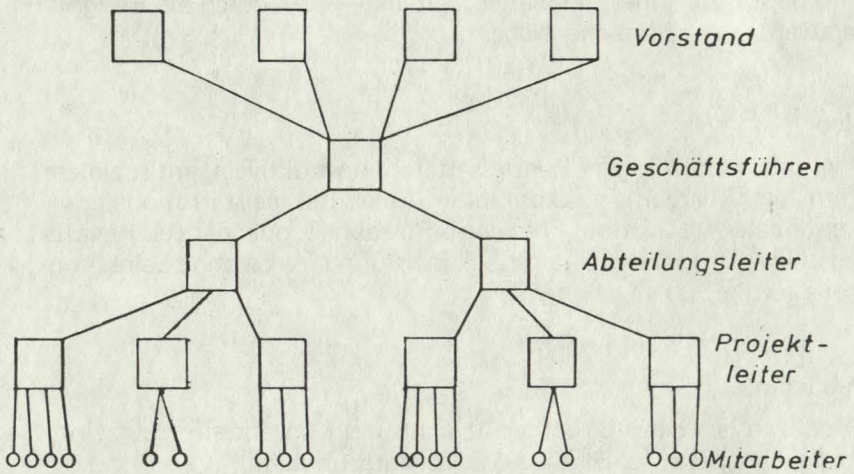 Vorstand
Geschäftsführer
Abteilungsleiter
Projekt-
leiter
Mitarbeiter